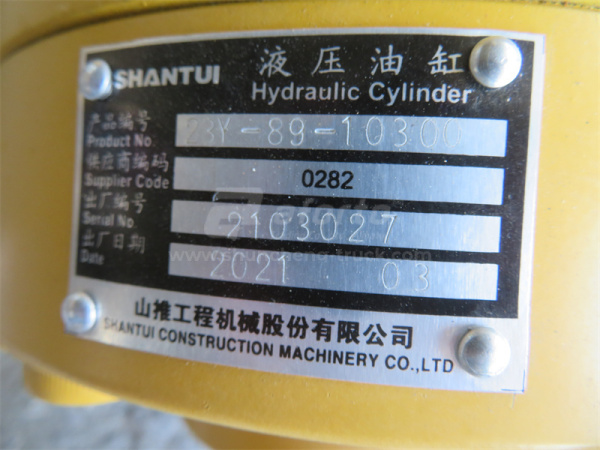 SHANTUI 液压油缸
Hydraulic Cylinder
产品编号
Product No. 23Y-89-10300
供应商编码
Supplier Code 0282
出厂编号
Serial No. 2103027
出厂日期
Date 2021 03
山推工程机械股份有限公司
SHANTUI CONSTRUCTION MACHINERY CO.,LTD